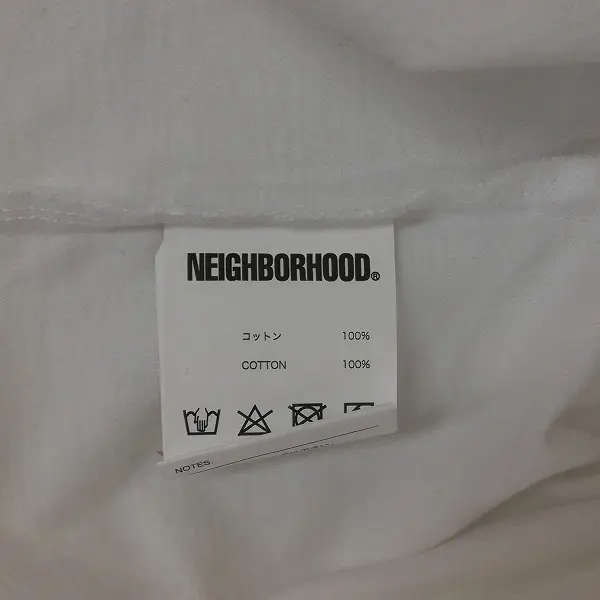 NEIGHBORHOOD®
コットン 100%
COTTON 100%
NOTES: